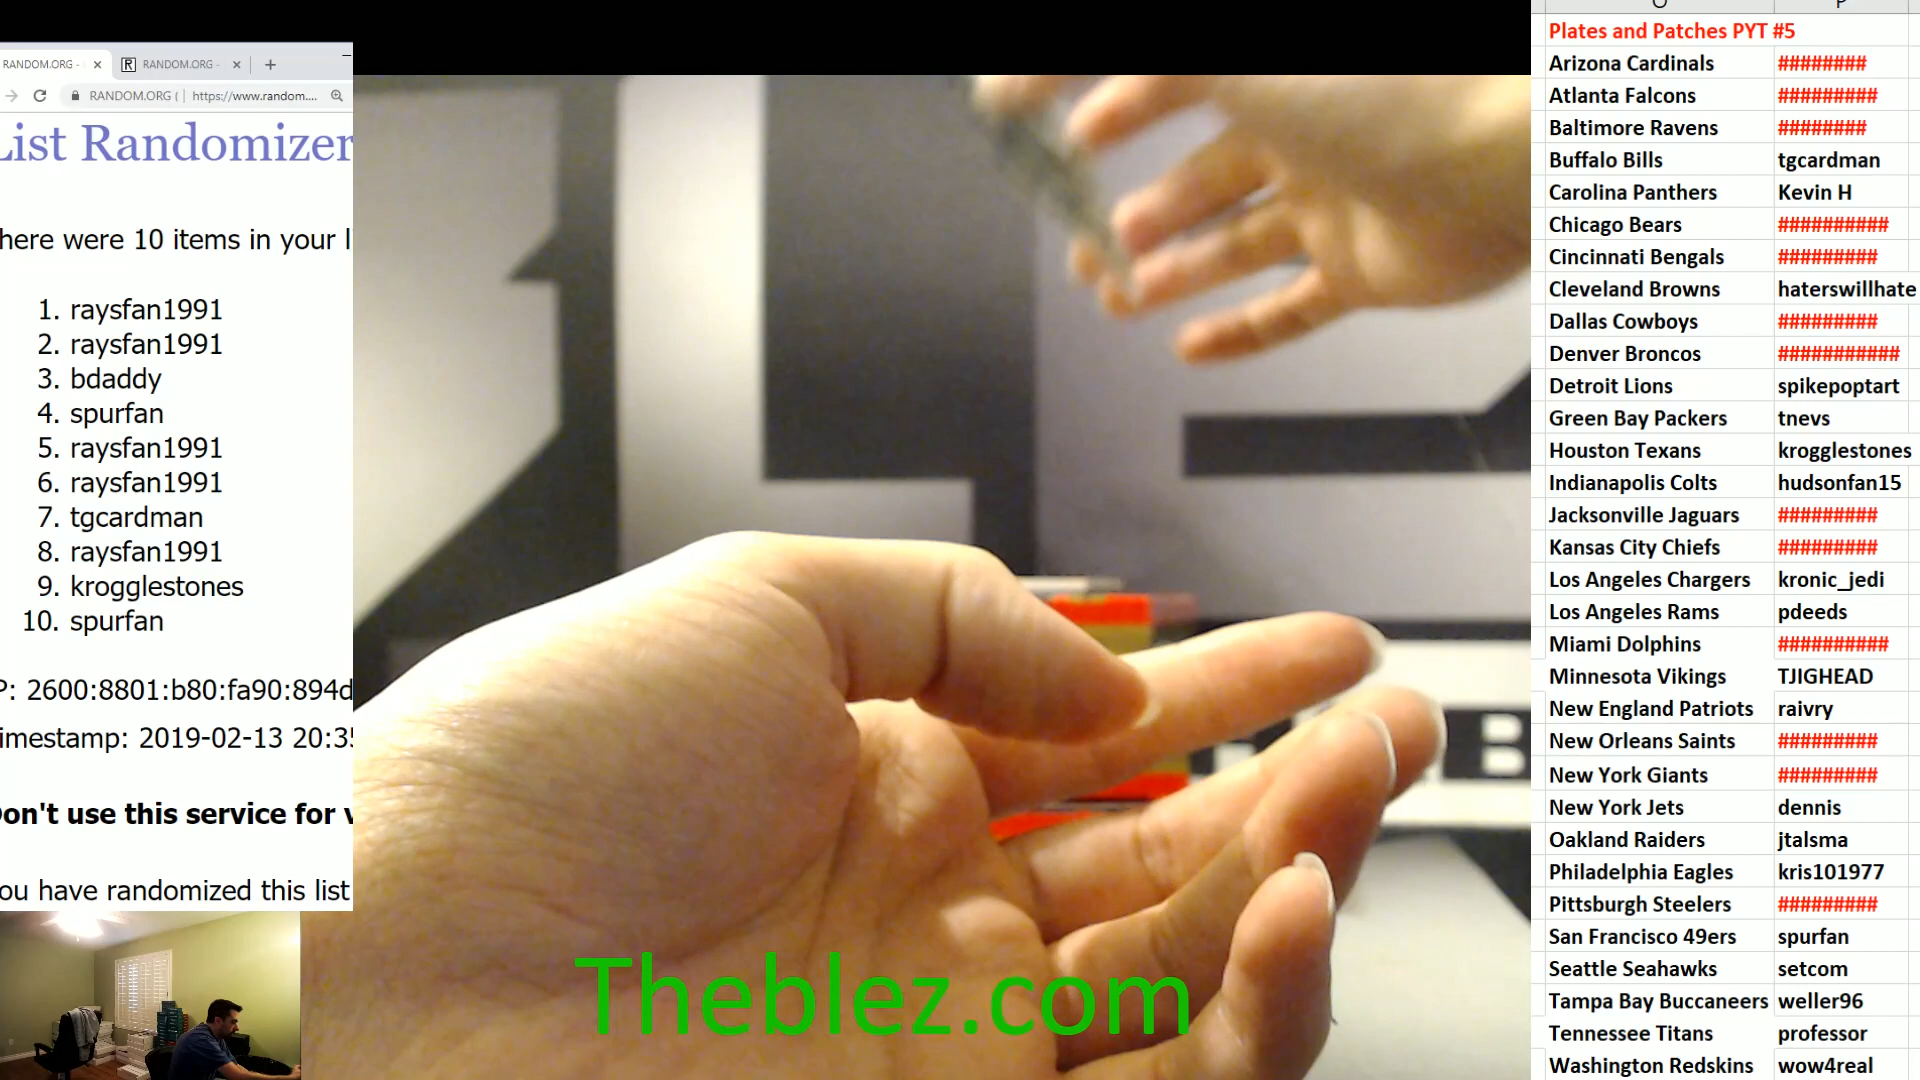 RANDOM.ORG -
RANDOM.ORG -
RANDOM.ORG (
https://www.random....
List Randomizer
here were 10 items in your l
1. raysfan1991
2. raysfan1991
3. bdaddy
4. spurfan
5. raysfan1991
6. raysfan1991
7. tgcardman
8. raysfan1991
9. krogglestones
10. spurfan
P: 2600:8801:b80:fa90:894d
imestamp: 2019-02-13 20:35
on't use this service for v
ou have randomized this list
B
Theblez.com
O P
Plates and Patches PYT #5
Arizona Cardinals ########
Atlanta Falcons #########
Baltimore Ravens ########
Buffalo Bills tgcardman
Carolina Panthers Kevin H
Chicago Bears ##########
Cincinnati Bengals #########
Cleveland Browns haterswillhate
Dallas Cowboys #########
Denver Broncos ###########
Detroit Lions spikepoptart
Green Bay Packers tnevs
Houston Texans krogglestones
Indianapolis Colts hudsonfan15
Jacksonville Jaguars #########
Kansas City Chiefs #########
Los Angeles Chargers kronic_jedi
Los Angeles Rams pdeeds
Miami Dolphins ##########
Minnesota Vikings TJIGHEAD
New England Patriots raivry
New Orleans Saints #########
New York Giants #########
New York Jets dennis
Oakland Raiders jtalsma
Philadelphia Eagles kris101977
Pittsburgh Steelers #########
San Francisco 49ers spurfan
Seattle Seahawks setcom
Tampa Bay Buccaneers weller96
Tennessee Titans professor
Washington Redskins wow4real